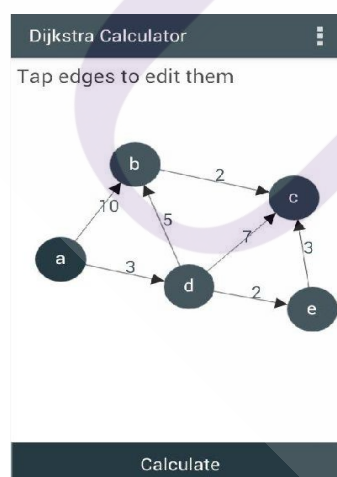 Dijkstra Calculator
Tap edges to edit them
b
2
c
10
5
7
3
a
3
d
2
e
Calculate